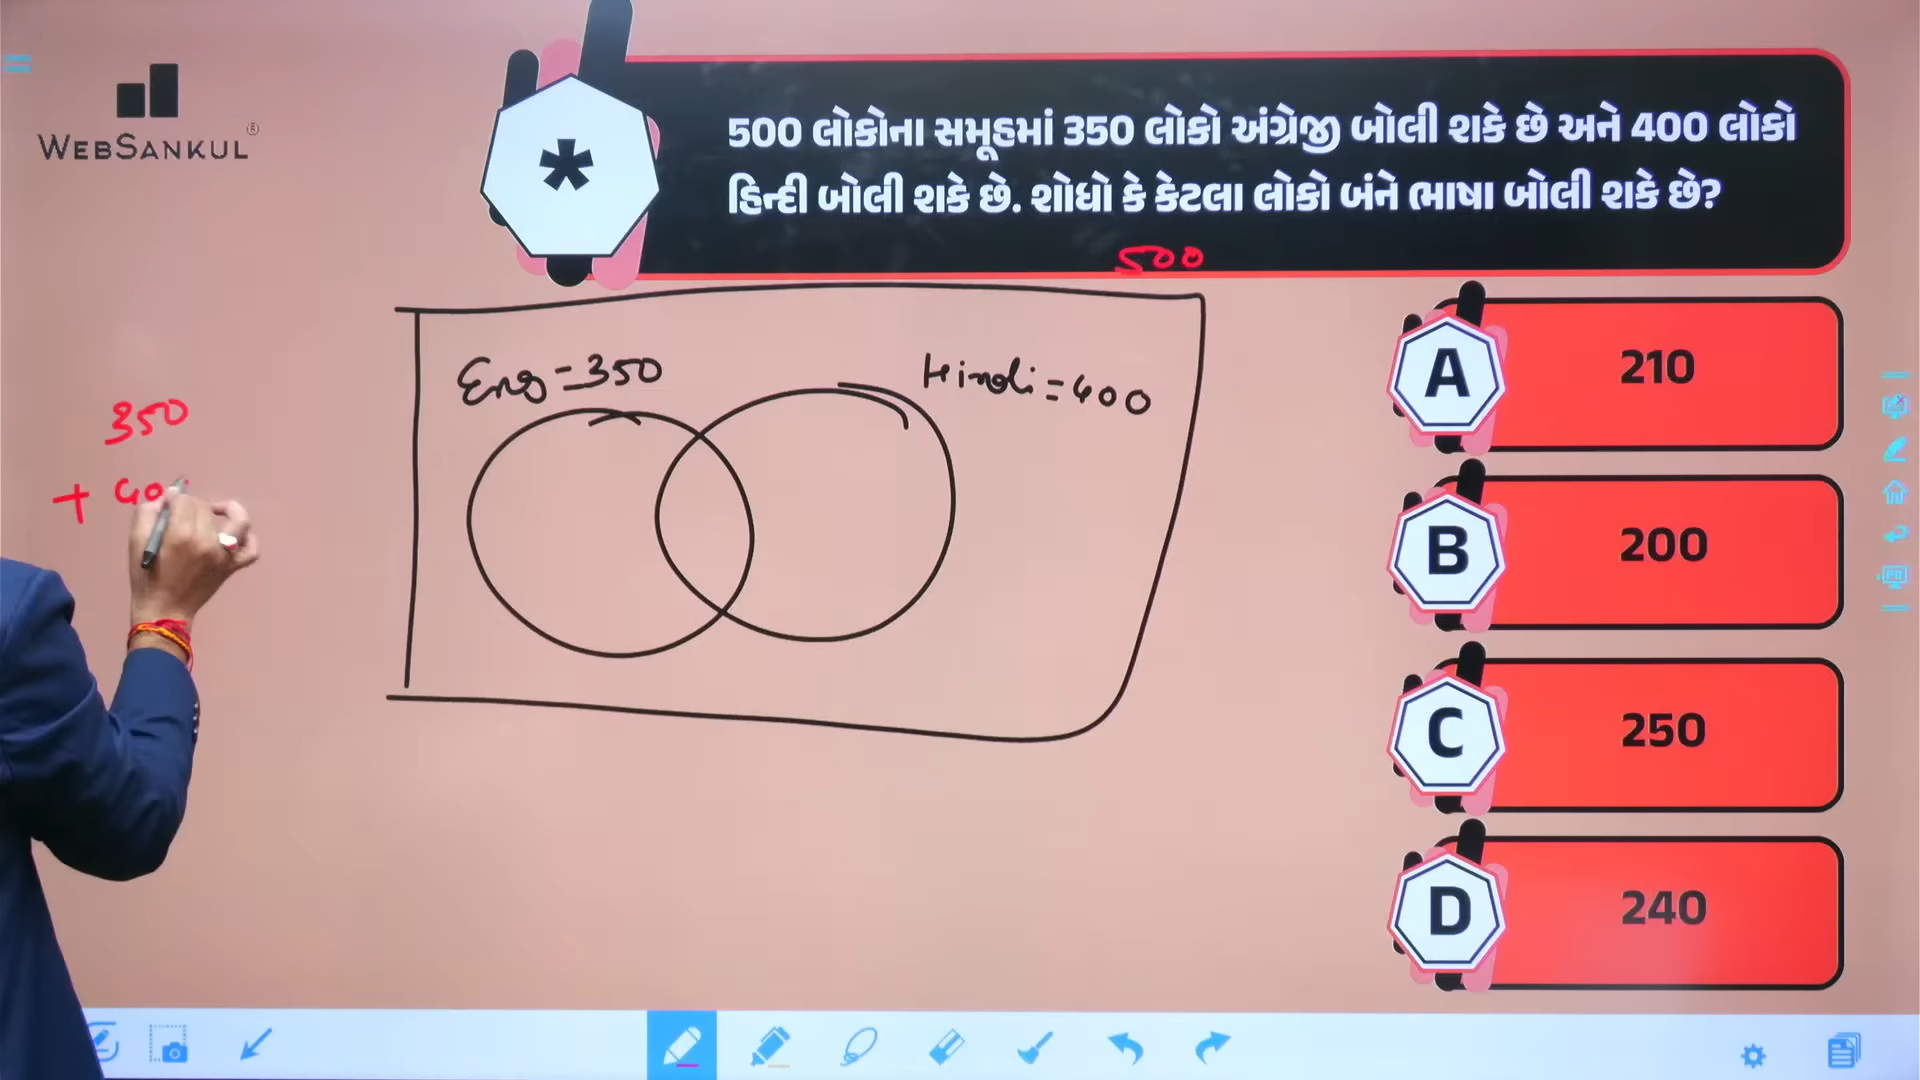 WEBSANKUL®
*
500 લોકોના સમૂહમાં 350 લોકો અંગ્રેજી બોલી શકે છે અને 400 લોકો
હિન્દી બોલી શકે છે. શોધો કે કેટલા લોકો બંને ભાષા બોલી શકે છે?
500
Eng = 350
Hindi = 400
350
+ 40
A
210
B
200
C
250
D
240